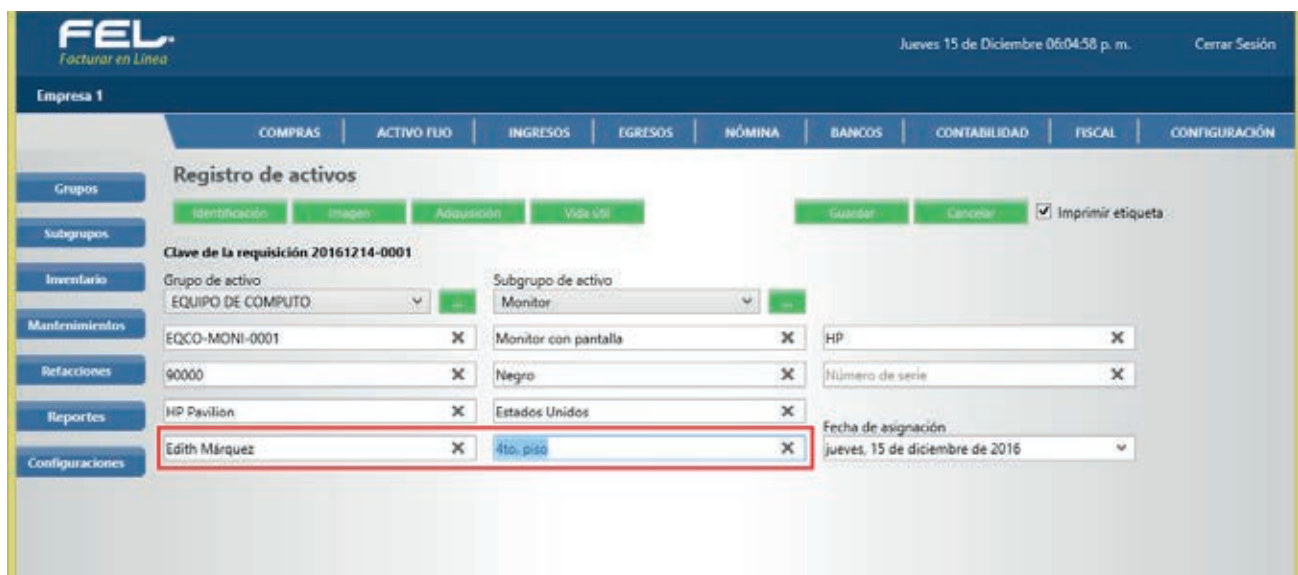 FEL
Facturar en Línea
Jueves 15 de Diciembre 06:04:58 p. m.
Cerrar Sesión
Empresa 1
COMPRAS
ACTIVO FIJO
INGRESOS
EGRESOS
NÓMINA
BANCOS
CONTABILIDAD
FISCAL
CONFIGURACIÓN
Grupos
Subgrupos
Inventario
Mantenimientos
Refacciones
Reportes
Configuraciones
Registro de activos
Identificación
Imagen
Adquisición
Vida útil
Guardar
Cancelar
Imprimir etiqueta
Clave de la requisición 20161214-0001
Grupo de activo
Subgrupo de activo
EQUIPO DE COMPUTO
...
Monitor
...
EQCO-MONI-0001
Monitor con pantalla
HP
90000
Negro
Número de serie
HP Pavilion
Estados Unidos
Fecha de asignación
Edith Márquez
4to. piso
jueves, 15 de diciembre de 2016